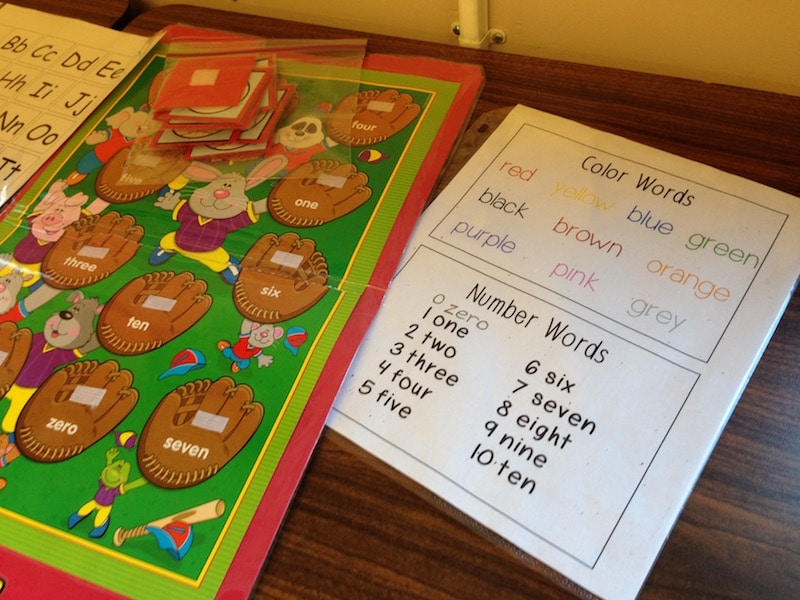 Bb Cc Dd Ee
Hh Ii Jj
Nn Oo
Tt
four
five
one
three
six
ten
zero
seven
Color Words
red yellow blue green
black brown orange
purple pink grey
Number Words
0 zero
1 one
2 two
3 three
4 four
5 five
6 six
7 seven
8 eight
9 nine
10 ten